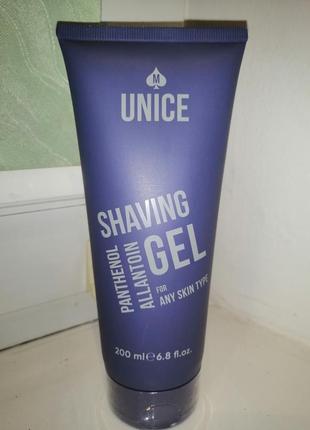 M
UNICE
SHAVING
PANTHENOL
ALLANTOIN
GEL
FOR
ANY SKIN TYPE
200 ml ℮ 6.8 fl.oz.